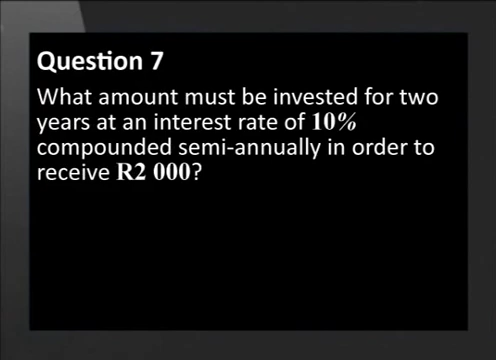 Question 7
What amount must be invested for two
years at an interest rate of 10%
compounded semi-annually in order to
receive R2 000?